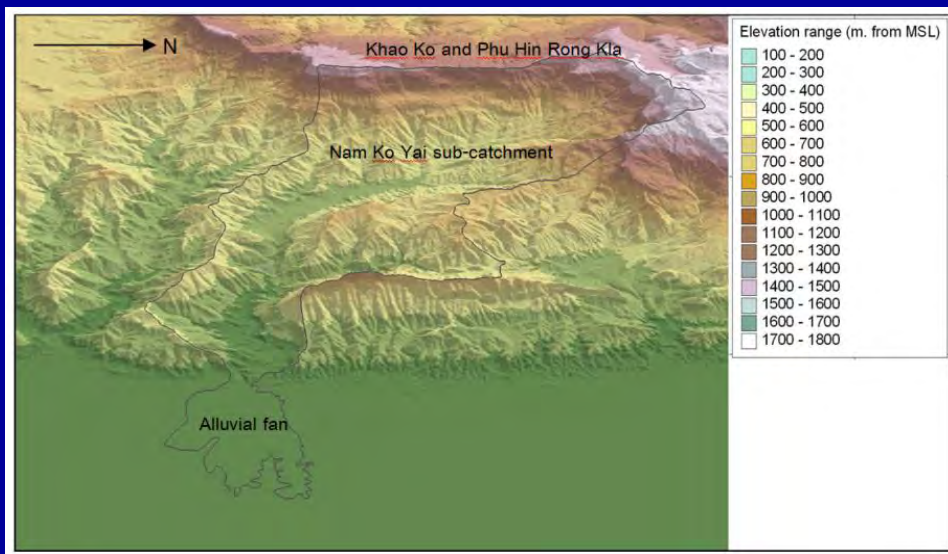 N
Khao Ko and Phu Hin Rong Kla
Nam Ko Yai sub-catchment
Alluvial fan
Elevation range (m. from MSL)
100 - 200
200 - 300
300 - 400
400 - 500
500 - 600
600 - 700
700 - 800
800 - 900
900 - 1000
1000 - 1100
1100 - 1200
1200 - 1300
1300 - 1400
1400 - 1500
1500 - 1600
1600 - 1700
1700 - 1800